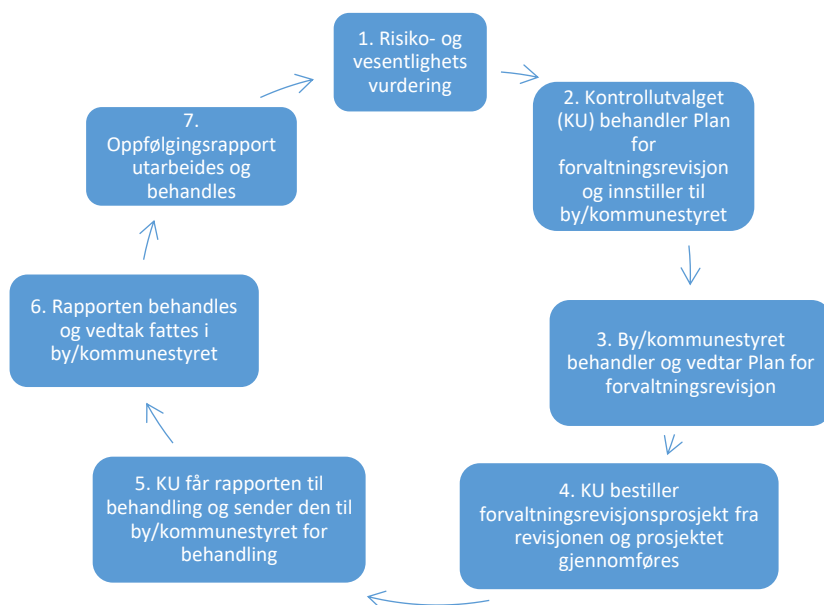 1. Risiko- og
vesentlighets
vurdering
2. Kontrollutvalget
(KU) behandler Plan
for
forvaltningsrevisjon
og innstiller til
by/kommunestyret
3. By/kommunestyret
behandler og vedtar Plan for
forvaltningsrevisjon
4. KU bestiller
forvaltningsrevisjonsprosjekt fra
revisjonen og prosjektet
gjennomføres
5. KU får rapporten til
behandling og sender den til
by/kommunestyret for
behandling
6. Rapporten behandles
og vedtak fattes i
by/kommunestyret
7.
Oppfølgingsrapport
utarbeides og
behandles